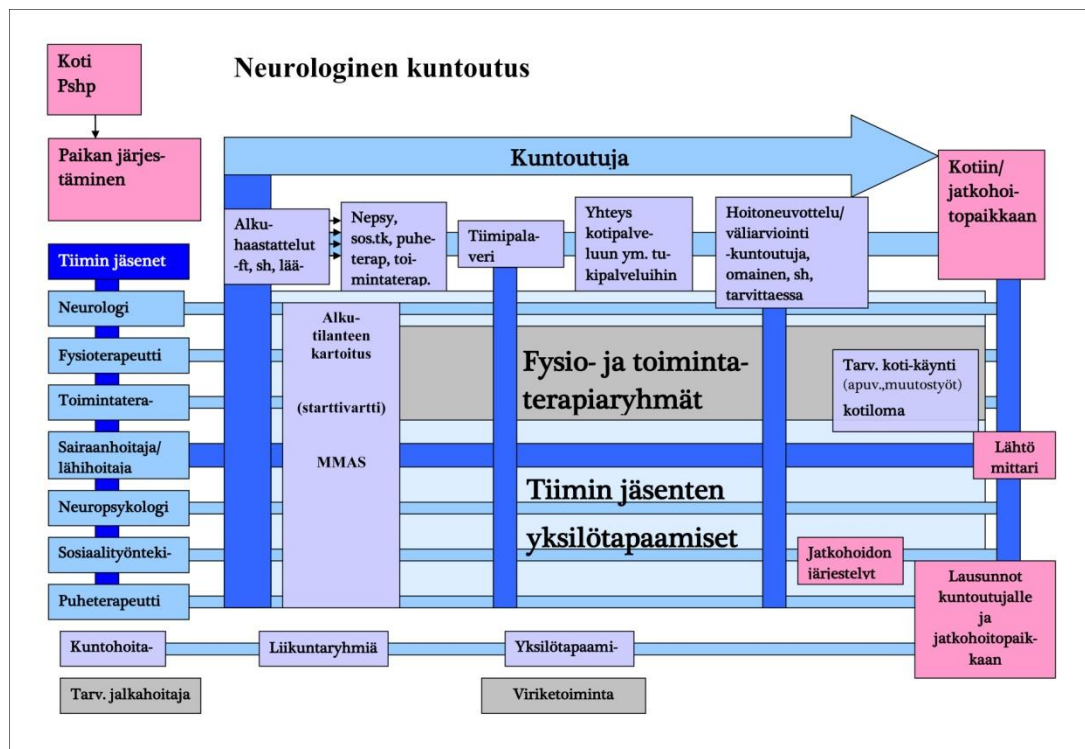 Koti
Pshp
Neurologinen kuntoutus
Paikan järjes-
täminen
Kuntoutuja
Kotiin/
jatkohoi-
topaikkaan
Alku-
haastattelut
-ft, sh, lää-
Nepsy,
sos.tk, puhe-
terap, toi-
mintaterap.
Tiimipala-
veri
Yhteys
kotipalve-
luun ym. tu-
kipalveluihin
Hoitoneuvottelu/
väliarviointi
-kuntoutuja,
omainen, sh,
tarvittaessa
Tiimin jäsenet
Neurologi
Fysioterapeutti
Toimintatera-
Sairaanhoitaja/
lähihoitaja
Neuropsykologi
Sosiaalityönteki-
Puheterapeutti
Alku-
tilanteen
kartoitus
(starttivartti)
MMAS
Fysio- ja toiminta-
terapiaryhmät
Tarv. koti-käynti
(apuv.,muutostyöt)
kotiloma
Lähtö
mittari
Tiimin jäsenten
yksilötapaamiset
Jatkohoidon
järjestelyt
Lausunnot
kuntoutujalle
ja
jatkohoitopaik-
kaan
Kuntohoita-
Liikuntaryhmiä
Yksilötapaami-
Tarv. jalkahoitaja
Viriketoiminta